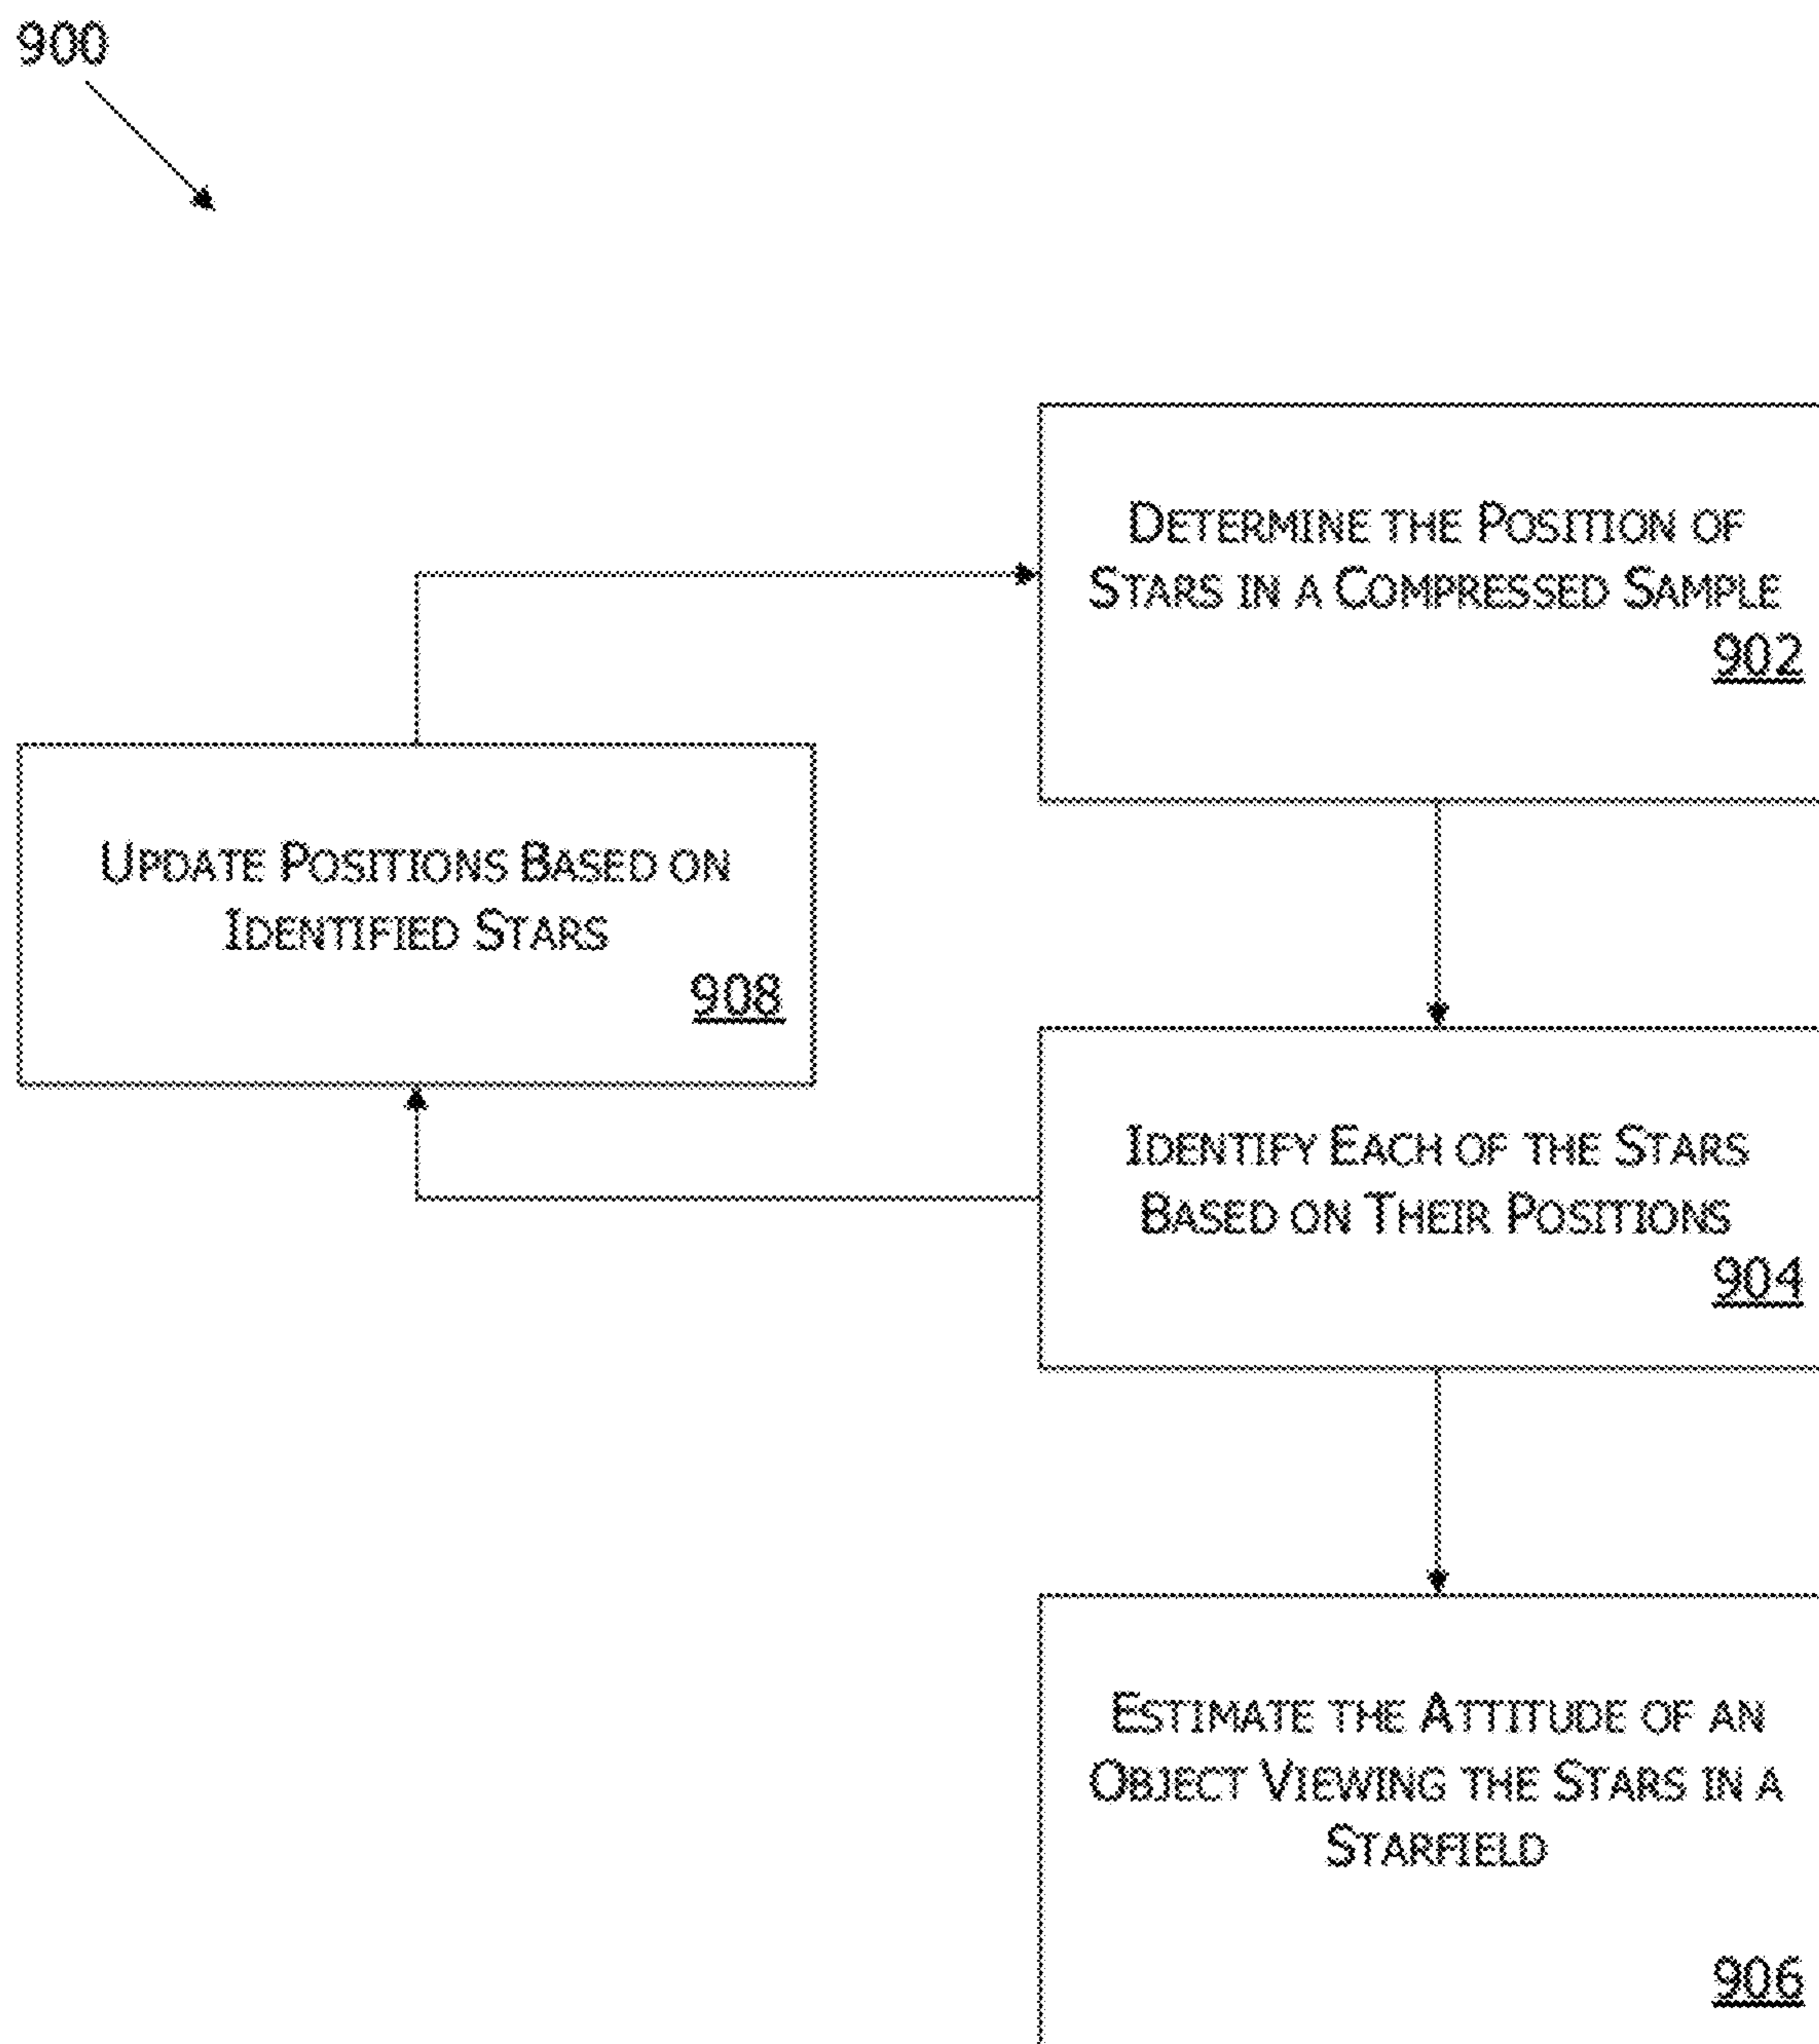 900
DETERMINE THE POSITION OF
STARS IN A COMPRESSED SAMPLE
902
UPDATE POSITIONS BASED ON
IDENTIFIED STARS
908
IDENTIFY EACH OF THE STARS
BASED ON THEIR POSITIONS
904
ESTIMATE THE ATTITUDE OF AN
OBJECT VIEWING THE STARS IN A
STARFIELD
906